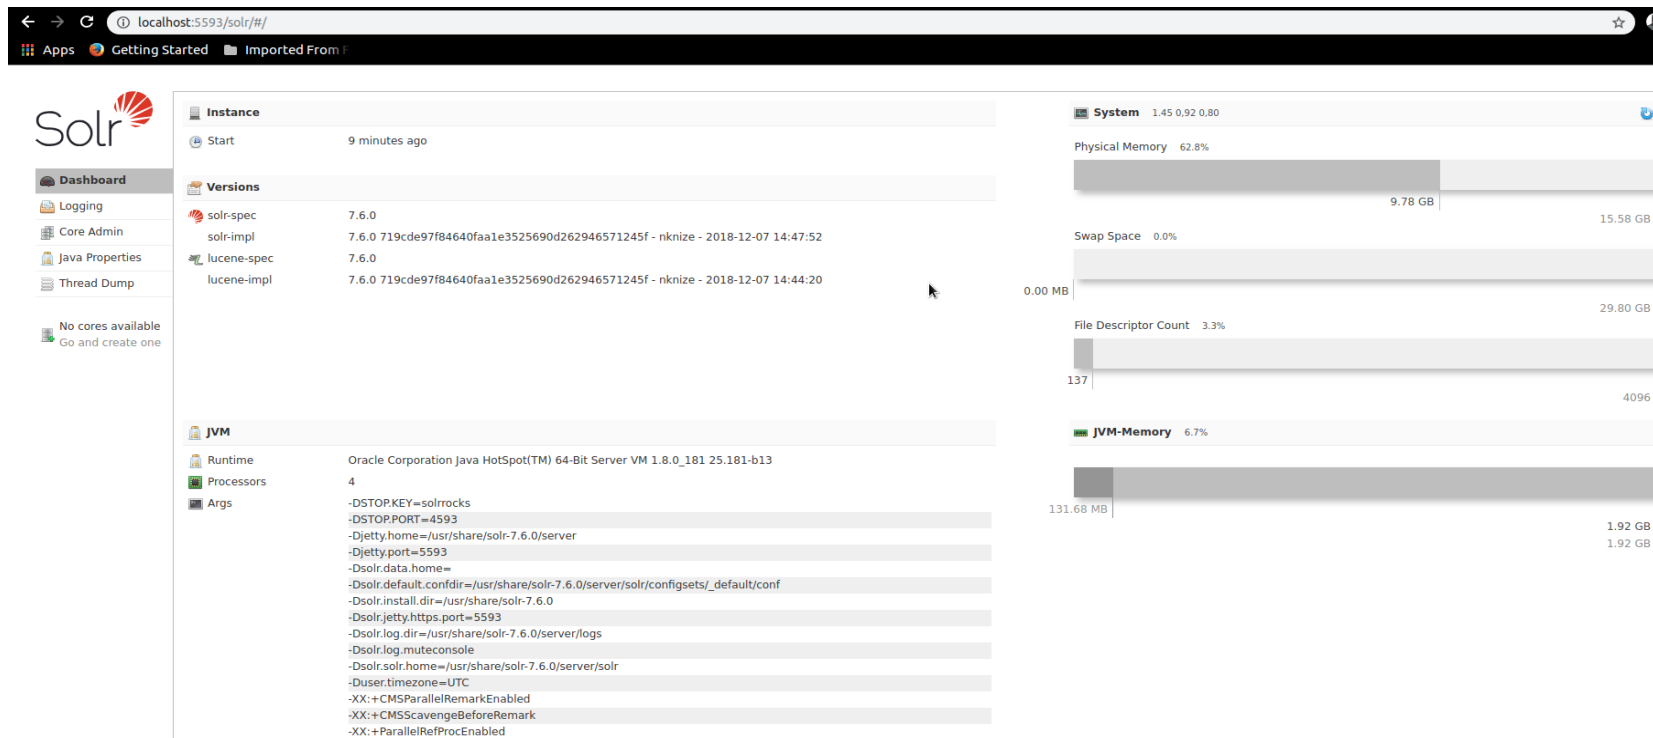 localhost:5593/solr/#/
Apps Getting Started Imported From F
Solr
Dashboard
Logging
Core Admin
Java Properties
Thread Dump
No cores available
Go and create one
Instance
Start 9 minutes ago
Versions
solr-spec 7.6.0
solr-impl 7.6.0 719cde97f84640faa1e3525690d262946571245f - nknize - 2018-12-07 14:47:52
lucene-spec 7.6.0
lucene-impl 7.6.0 719cde97f84640faa1e3525690d262946571245f - nknize - 2018-12-07 14:44:20
JVM
Runtime Oracle Corporation Java HotSpot(TM) 64-Bit Server VM 1.8.0_181 25.181-b13
Processors 4
Args -DSTOP.KEY=solrrocks
-DSTOP.PORT=4593
-Djetty.home=/usr/share/solr-7.6.0/server
-Djetty.port=5593
-Dsolr.data.home=
-Dsolr.default.confdir=/usr/share/solr-7.6.0/server/solr/configsets/_default/conf
-Dsolr.install.dir=/usr/share/solr-7.6.0
-Dsolr.jetty.https.port=5593
-Dsolr.log.dir=/usr/share/solr-7.6.0/server/logs
-Dsolr.log.muteconsole
-Dsolr.solr.home=/usr/share/solr-7.6.0/server/solr
-Duser.timezone=UTC
-XX:+CMSParallelRemarkEnabled
-XX:+CMSScavengeBeforeRemark
-XX:+ParallelRefProcEnabled
System 1.45 0,92 0,80
Physical Memory 62.8%
9.78 GB
15.58 GB
Swap Space 0.0%
0.00 MB
29.80 GB
File Descriptor Count 3.3%
137
4096
JVM-Memory 6.7%
131.68 MB
1.92 GB
1.92 GB